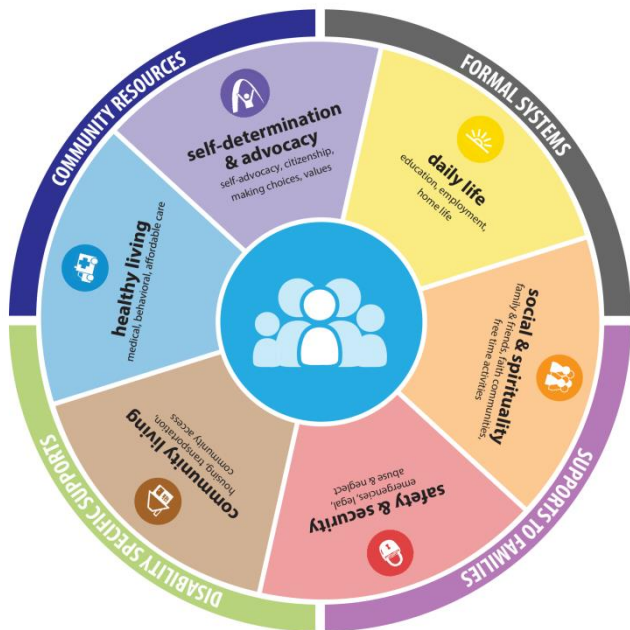 COMMUNITY RESOURCES
FORMAL SYSTEMS
SUPPORTS TO FAMILIES
DISABILITY SPECIFIC SUPPORTS
self-determination
& advocacy
self-advocacy, citizenship,
making choices, values
daily life
education, employment,
home life
social & spirituality
family & friends, faith communities,
free time activities
safety & security
emergencies, legal,
abuse & neglect
community living
housing, transportation,
community access
healthy living
medical, behavioral, affordable care